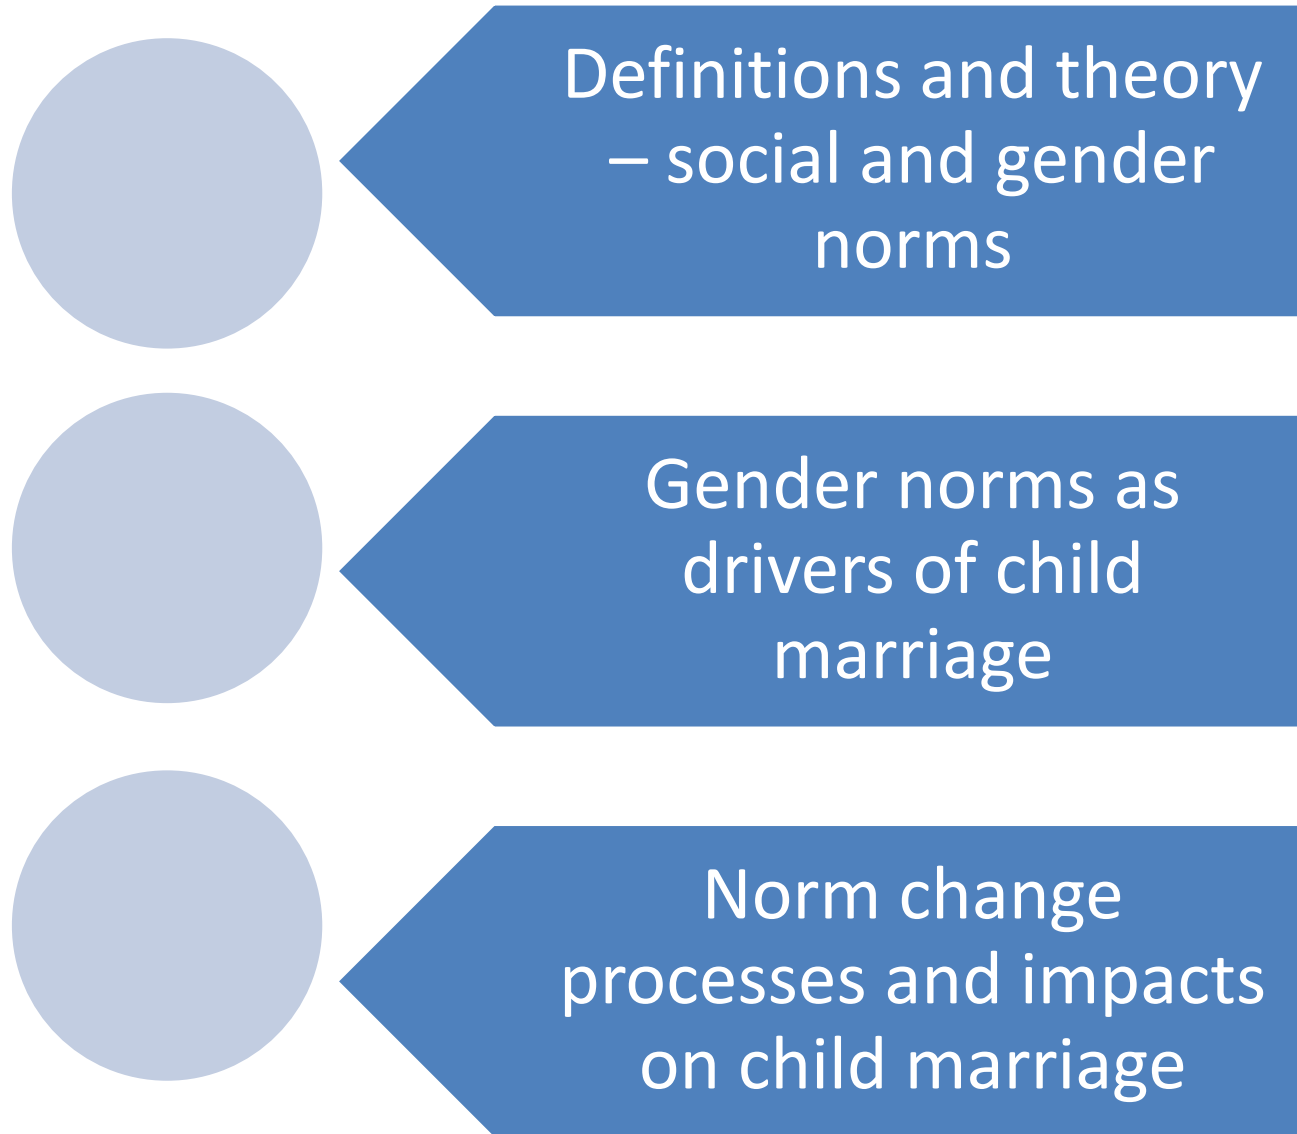 Definitions and theory
– social and gender
norms
Gender norms as
drivers of child
marriage
Norm change
processes and impacts
on child marriage